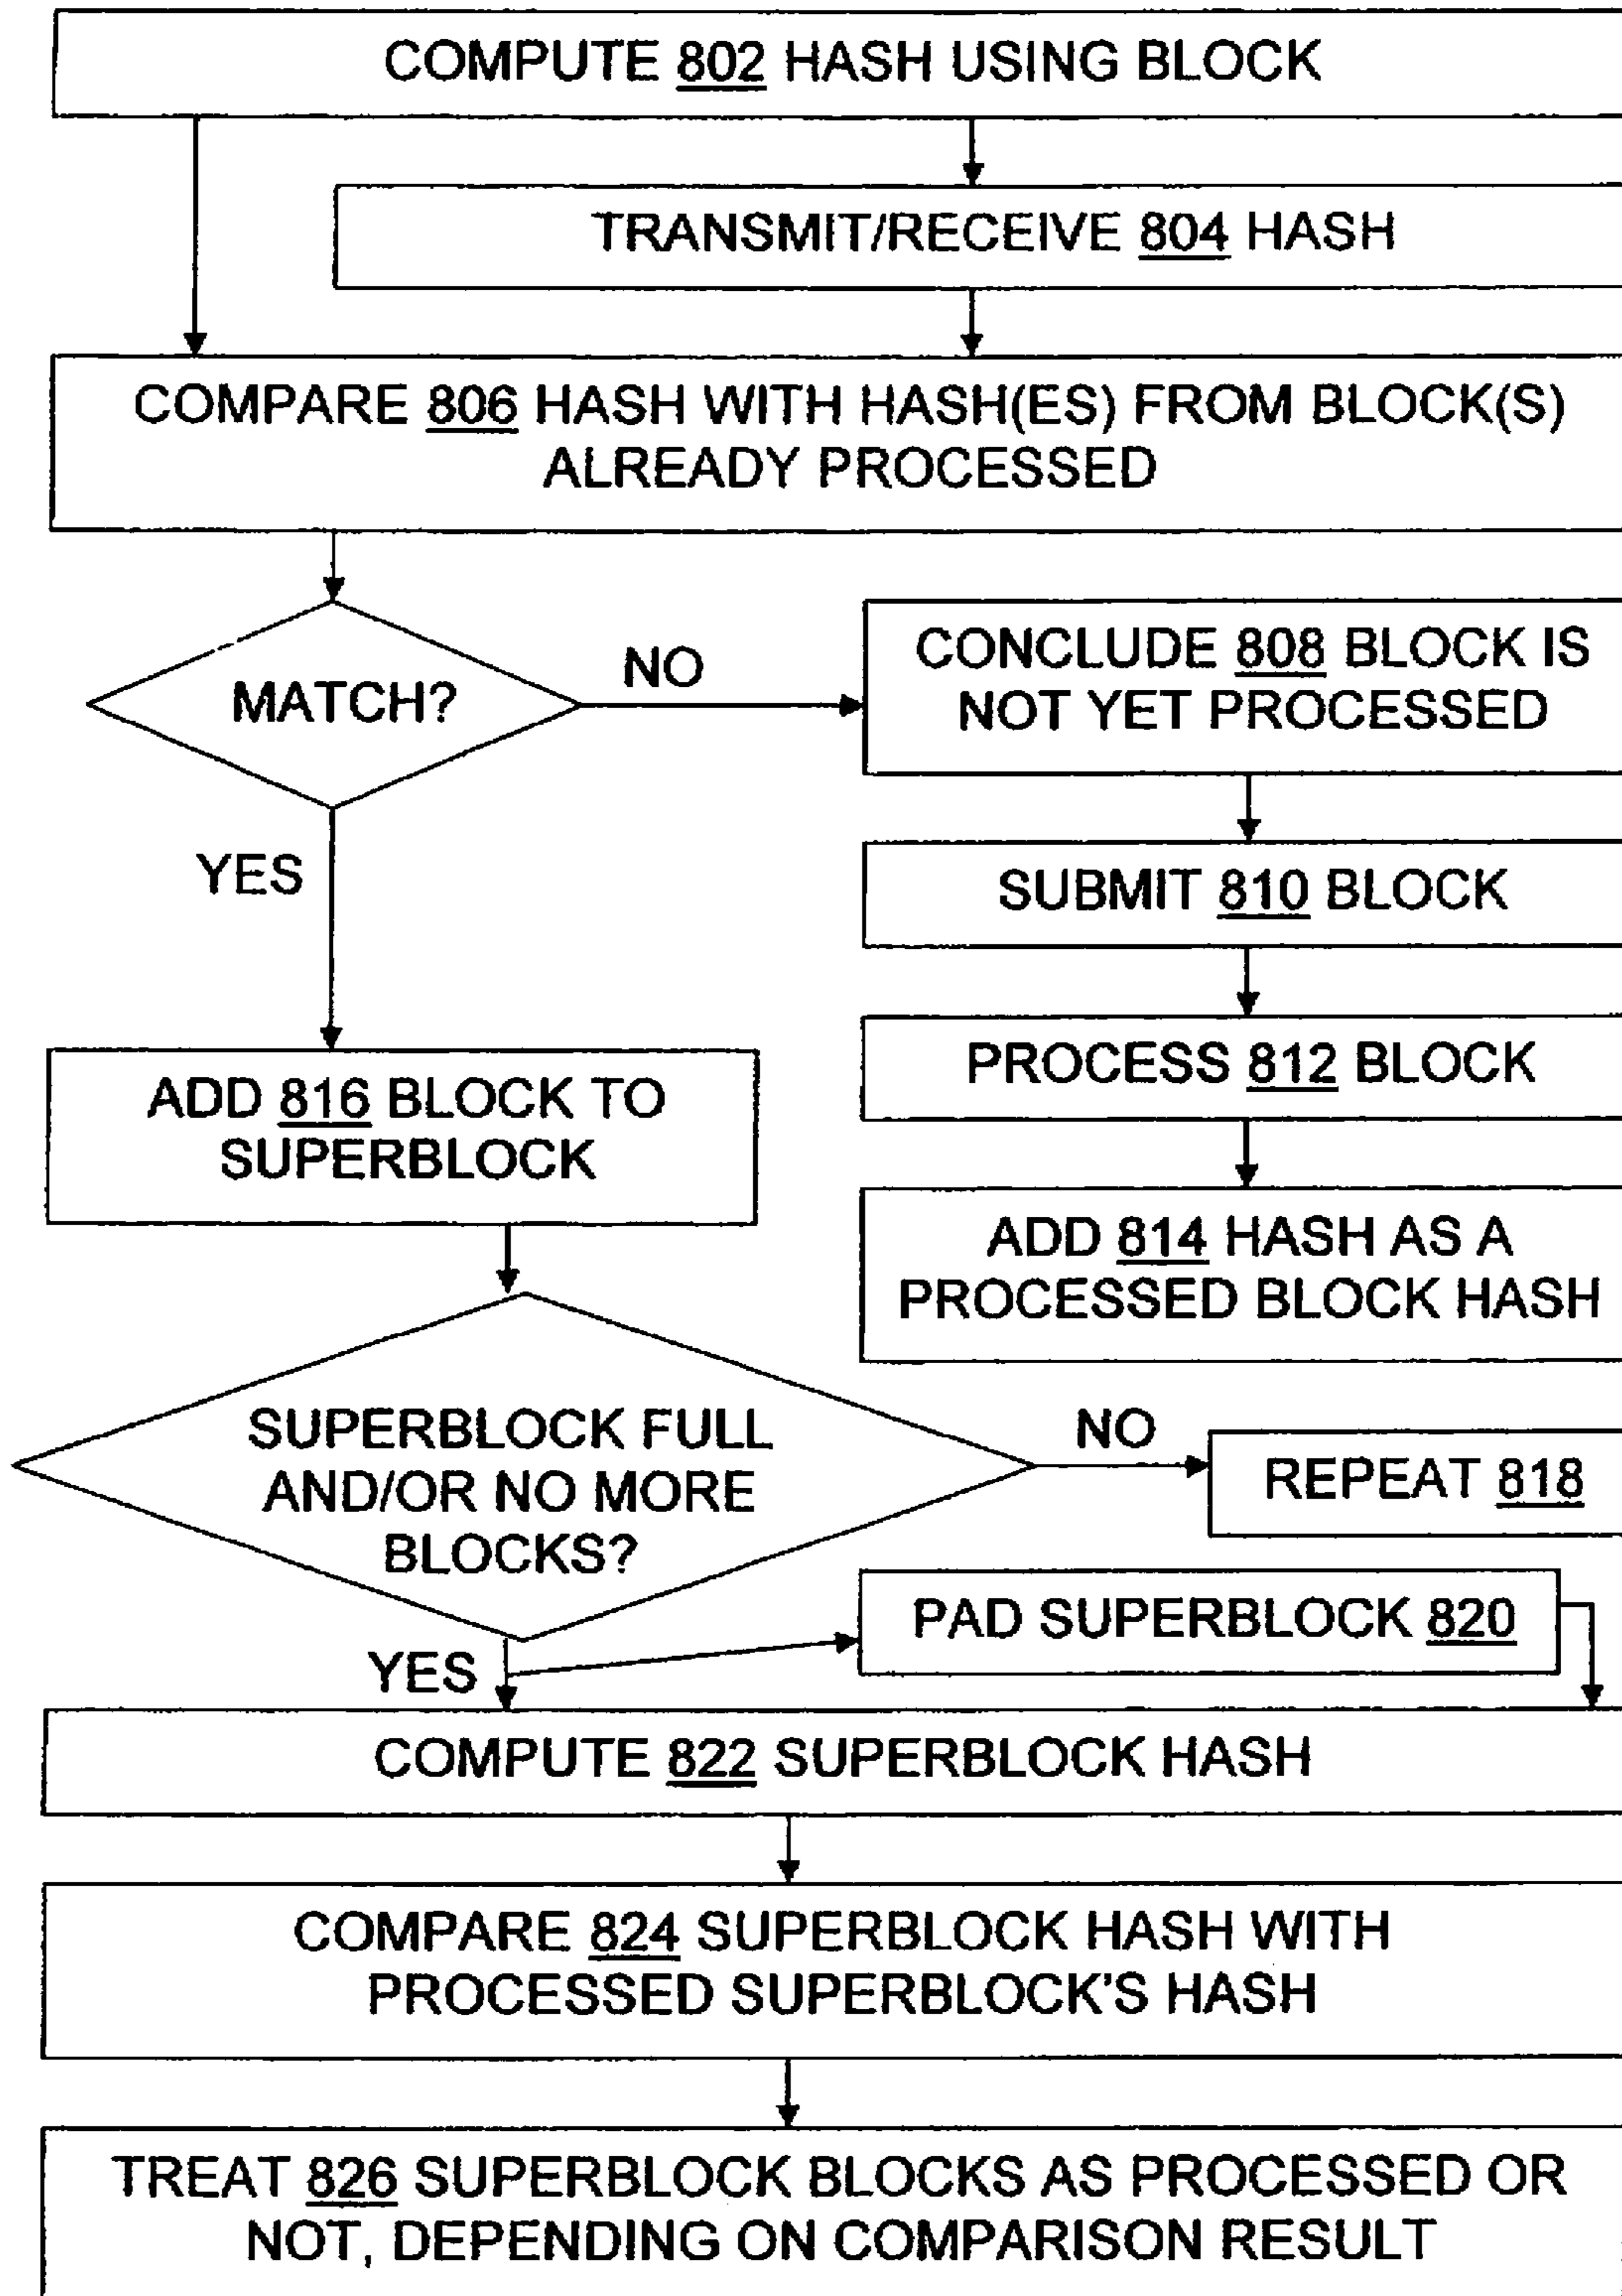 COMPUTE 802 HASH USING BLOCK
TRANSMIT/RECEIVE 804 HASH
COMPARE 806 HASH WITH HASH(ES) FROM BLOCK(S)
ALREADY PROCESSED
MATCH?
NO
CONCLUDE 808 BLOCK IS
NOT YET PROCESSED
YES
SUBMIT 810 BLOCK
PROCESS 812 BLOCK
ADD 816 BLOCK TO
SUPERBLOCK
ADD 814 HASH AS A
PROCESSED BLOCK HASH
SUPERBLOCK FULL
AND/OR NO MORE
BLOCKS?
NO
REPEAT 818
PAD SUPERBLOCK 820
YES
COMPUTE 822 SUPERBLOCK HASH
COMPARE 824 SUPERBLOCK HASH WITH
PROCESSED SUPERBLOCK'S HASH
TREAT 826 SUPERBLOCK BLOCKS AS PROCESSED OR
NOT, DEPENDING ON COMPARISON RESULT